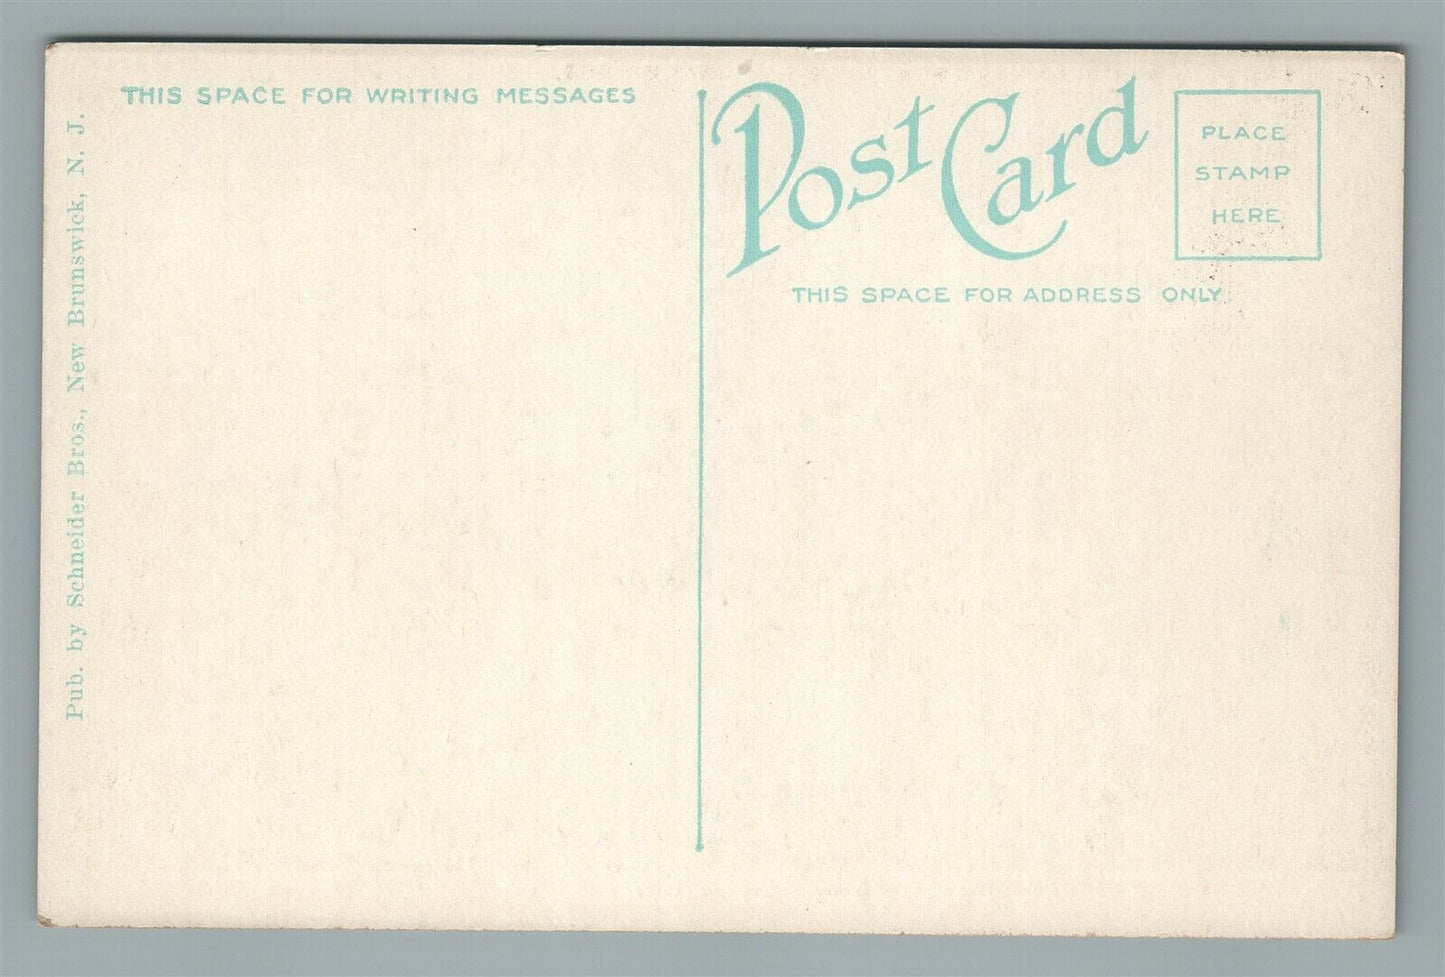 THIS SPACE FOR WRITING MESSAGES
Post Card
PLACE
STAMP
HERE
THIS SPACE FOR ADDRESS ONLY
Pub. by Schneider Bros., New Brunswick, N. J.